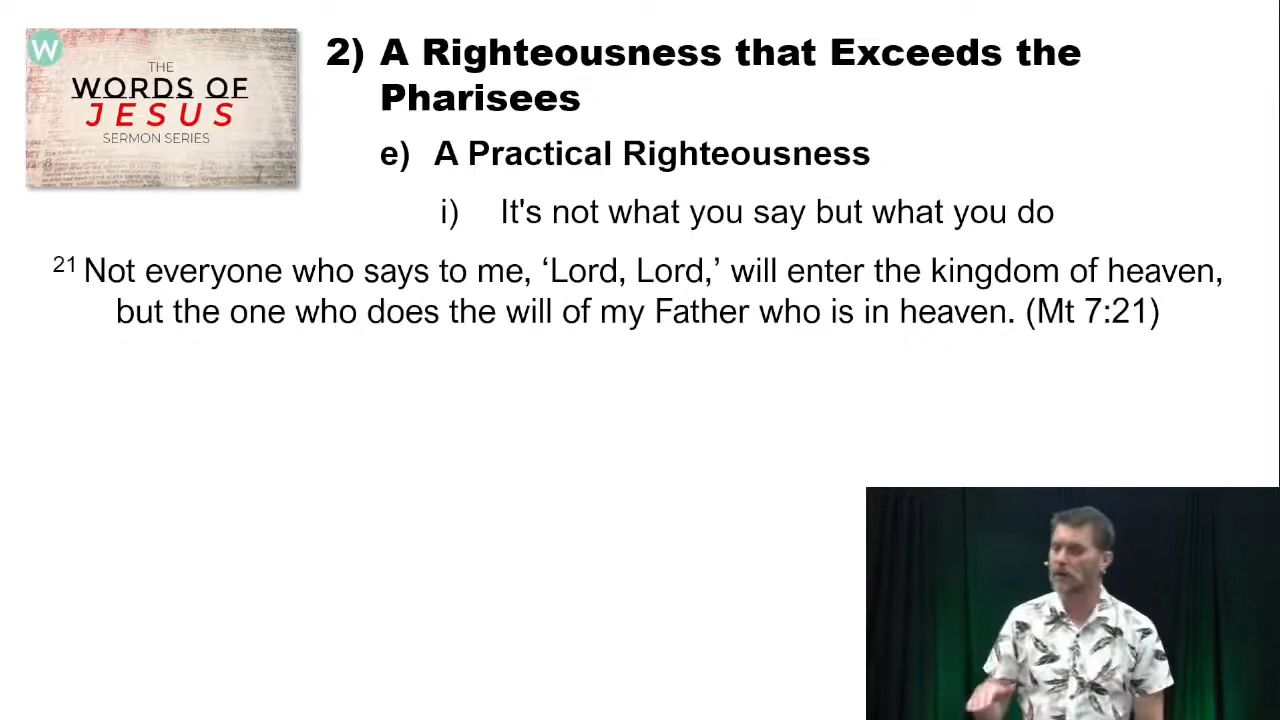 W
THE
WORDS OF
JESUS
SERMON SERIES
2) A Righteousness that Exceeds the
Pharisees
e) A Practical Righteousness
i) It's not what you say but what you do
21 Not everyone who says to me, ‘Lord, Lord,’ will enter the kingdom of heaven,
but the one who does the will of my Father who is in heaven. (Mt 7:21)